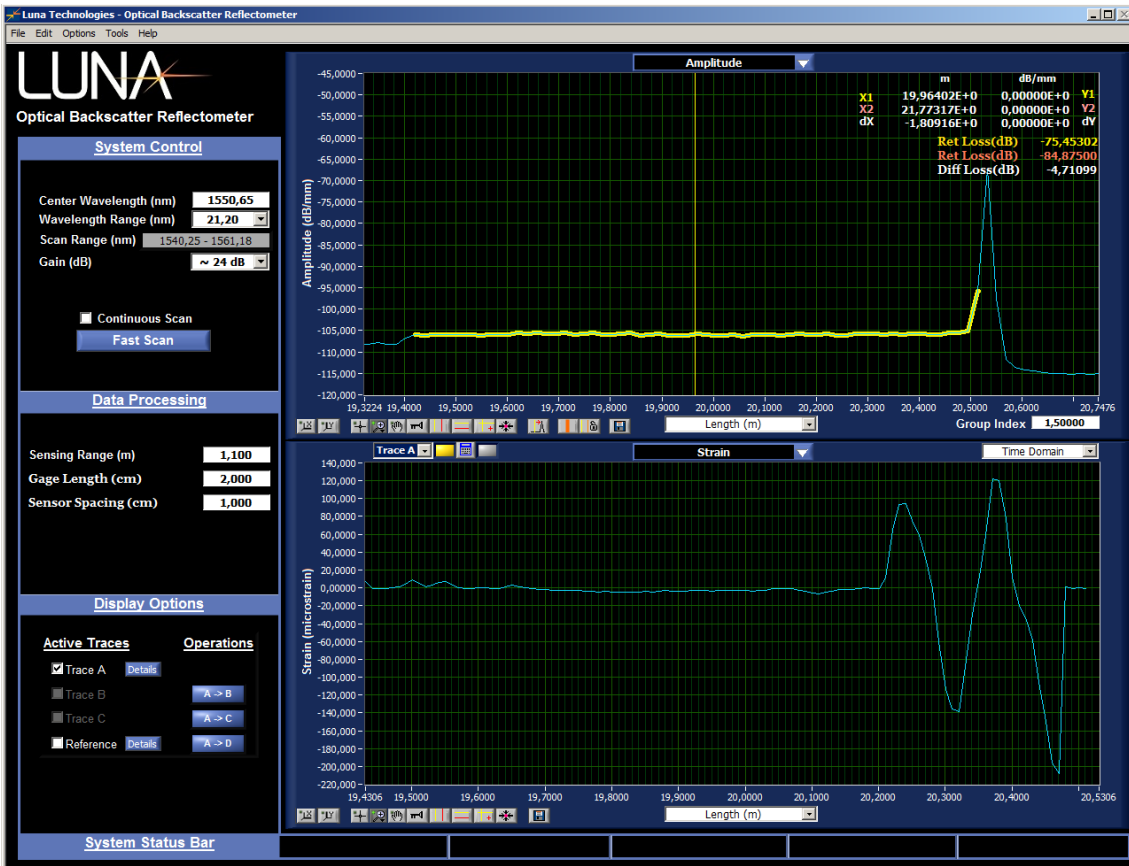 Luna Technologies - Optical Backscatter Reflectometer
File Edit Options Tools Help
LUNA
Optical Backscatter Reflectometer
System Control
Center Wavelength (nm) 1550,65
Wavelength Range (nm) 21,20
Scan Range (nm) 1540,25 - 1561,18
Gain (dB) ~ 24 dB
Continuous Scan
Fast Scan
Data Processing
Sensing Range (m) 1,100
Gage Length (cm) 2,000
Sensor Spacing (cm) 1,000
Display Options
Active Traces Operations
Trace A Details
Trace B A -> B
Trace C A -> C
Reference Details A -> D
System Status Bar
Amplitude
m dB/mm
X1 19,96402E+0 0,00000E+0 Y1
X2 21,77317E+0 0,00000E+0 Y2
dX -1,80916E+0 0,00000E+0 dY
Ret Loss(dB) -75,45302
Ret Loss(dB) -84,87500
Diff Loss(dB) -4,71099
Amplitude (dB/mm)
-45,0000
-50,0000
-55,0000
-60,0000
-65,0000
-70,0000
-75,0000
-80,0000
-85,0000
-90,0000
-95,0000
-100,000
-105,000
-110,000
-115,000
-120,000
19,3224 19,4000 19,5000 19,6000 19,7000 19,8000 19,9000 20,0000 20,1000 20,2000 20,3000 20,4000 20,5000 20,6000 20,7476
Length (m)
Group Index 1,50000
Trace A
Strain
Time Domain
Strain (microstrain)
140,000
120,000
100,000
80,0000
60,0000
40,0000
20,0000
0,00000
-20,0000
-40,0000
-60,0000
-80,0000
-100,000
-120,000
-140,000
-160,000
-180,000
-200,000
-220,000
19,4306 19,5000 19,6000 19,7000 19,8000 19,9000 20,0000 20,1000 20,2000 20,3000 20,4000 20,5306
Length (m)